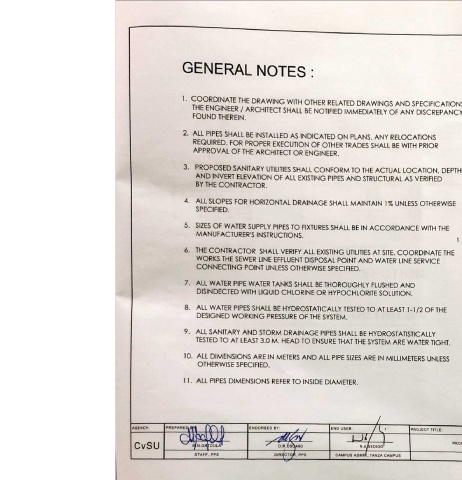 GENERAL NOTES :
1. COORDINATE THE DRAWING WITH OTHER RELATED DRAWINGS AND SPECIFICATIONS
THE ENGINEER / ARCHITECT SHALL BE NOTIFIED IMMEDIATELY OF ANY DISCREPANCY
FOUND THEREIN.
2. ALL PIPES SHALL BE INSTALLED AS INDICATED ON PLANS. ANY RELOCATIONS
REQUIRED. FOR PROPER EXECUTION OF OTHER TRADES SHALL BE WITH PRIOR
APPROVAL OF THE ARCHITECT OR ENGINEER.
3. PROPOSED SANITARY UTILITIES SHALL CONFORM TO THE ACTUAL LOCATION, DEPTH
AND INVERT ELEVATION OF ALL EXISTING PIPES AND STRUCTURAL AS VERIFIED
BY THE CONTRACTOR.
4. ALL SLOPES FOR HORIZONTAL DRAINAGE SHALL MAINTAIN 1% UNLESS OTHERWISE
SPECIFIED.
5. SIZES OF WATER SUPPLY PIPES TO FIXTURES SHALL BE IN ACCORDANCE WITH THE
MANUFACTURER'S INSTRUCTIONS.
6. THE CONTRACTOR SHALL VERIFY ALL EXISTING UTILITIES AT SITE. COORDINATE THE
WORKS THE SEWER LINE EFFLUENT DISPOSAL POINT AND WATER LINE SERVICE
CONNECTING POINT UNLESS OTHERWISE SPECIFIED.
7. ALL WATER PIPE WATER TANKS SHALL BE THOROUGHLY FLUSHED AND
DISINDECTED WITH LIQUID CHLORINE OR HYPOCHLORITE SOLUTION.
8. ALL WATER PIPES SHALL BE HYDROSTATICALLY TESTED TO AT LEAST 1-1/2 OF THE
DESIGNED WORKING PRESSURE OF THE SYSTEM.
9. ALL SANITARY AND STORM DRAINAGE PIPES SHALL BE HYDROSTATISTICALLY
TESTED TO AT LEAST 3.0 M. HEAD TO ENSURE THAT THE SYSTEM ARE WATER TIGHT.
10. ALL DIMENSIONS ARE IN METERS AND ALL PIPE SIZES ARE IN MILLIMETERS UNLESS
OTHERWISE SPECIFIED.
11. ALL PIPES DIMENSIONS REFER TO INSIDE DIAMETER.
AGENCY: PREPARED ENDORSED BY: END USER: PROJECT TITLE:
CvSU
STAFF, PPS DIRECTOR, PPS CAMPUS ADMIN, TANZA CAMPUS